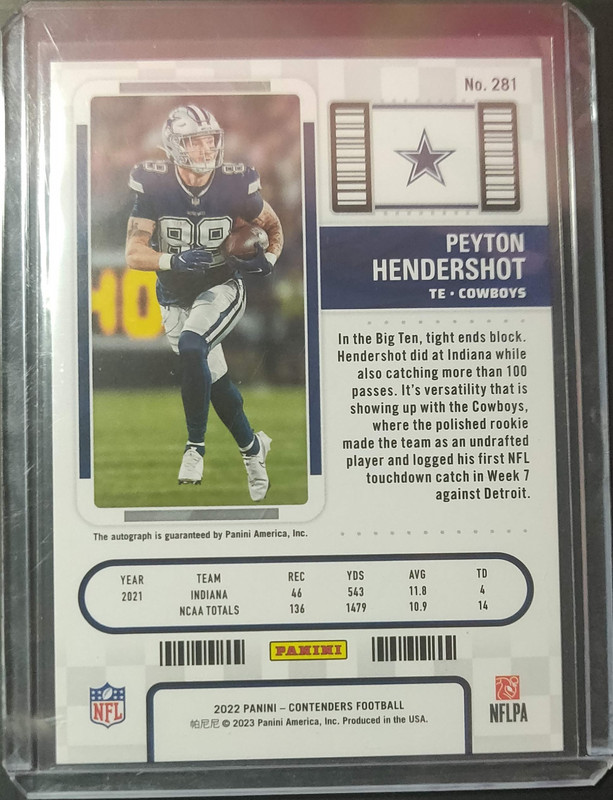 No. 281
89
PEYTON
HENDERSHOT
TE • COWBOYS
In the Big Ten, tight ends block.
Hendershot did at Indiana while
also catching more than 100
passes. It's versatility that is
showing up with the Cowboys,
where the polished rookie
made the team as an undrafted
player and logged his first NFL
touchdown catch in Week 7
against Detroit.
The autograph is guaranteed by Panini America, Inc.
YEAR TEAM REC YDS AVG TD
2021 INDIANA 46 543 11.8 4
NCAA TOTALS 136 1479 10.9 14
PANINI
NFL
NFLPA
2022 PANINI – CONTENDERS FOOTBALL
帕尼尼 © 2023 Panini America, Inc. Produced in the USA.